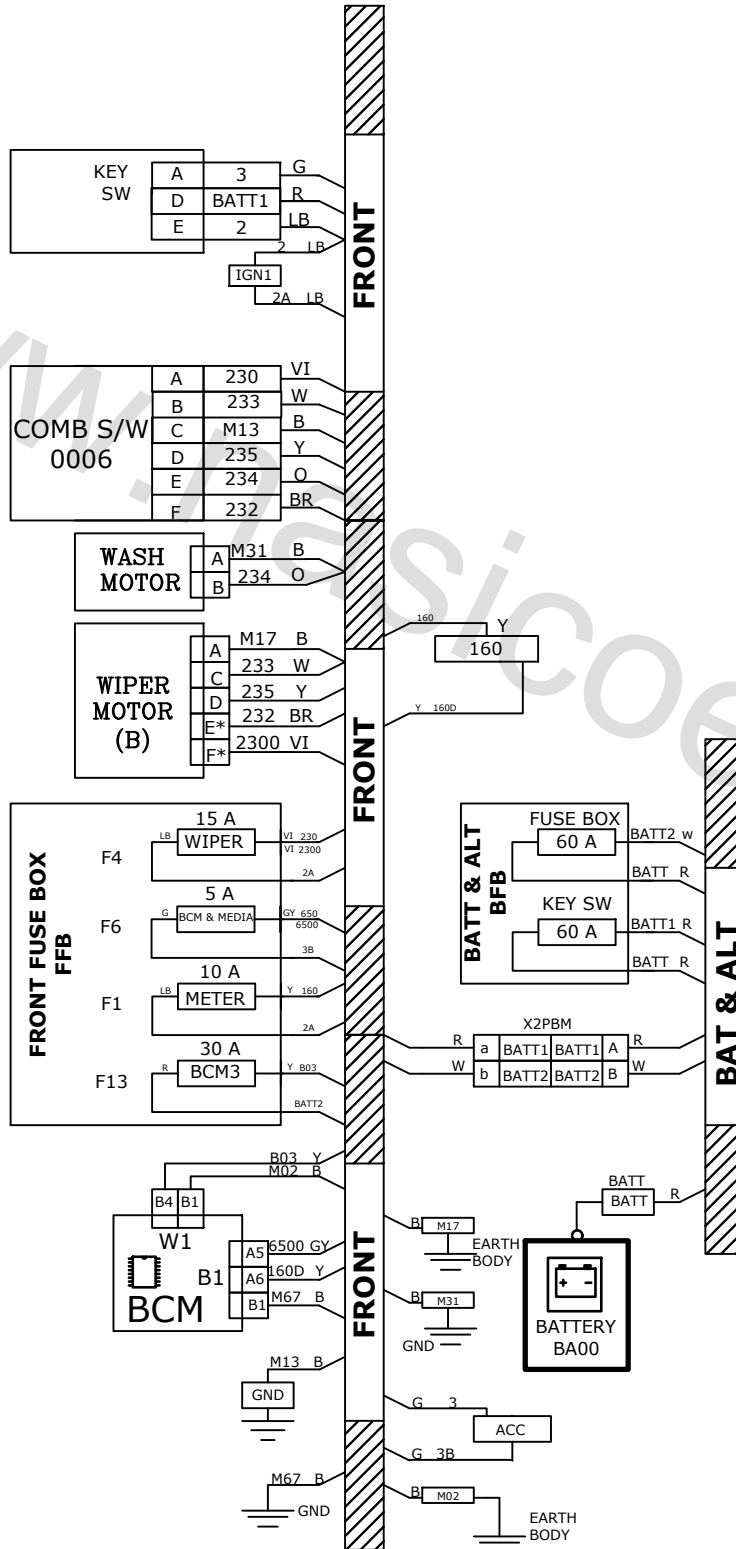 KEY
SW
A 3 G
D BATT1 R
E 2 LB
2 LB
IGN1
2A LB
FRONT
COMB S/W
0006
A 230 VI
B 233 W
C M13 B
D 235 Y
E 234 O
F 232 BR
WASH
MOTOR
A M31 B
B 234 O
WIPER
MOTOR
(B)
A M17 B
C 233 W
D 235 Y
E* 232 BR
F* 2300 VI
160 Y
160
Y 160D
FRONT
FRONT FUSE BOX
FFB
F4
15 A
LB WIPER VI 230
VI 2300
2A
F6
5 A
G BCM & MEDIA GY 650
6500
3B
F1
10 A
LB METER Y 160
2A
F13
30 A
R BCM3 Y B03
BATT2
BATT & ALT
BFB
FUSE BOX
60 A BATT2 W
BATT R
KEY SW
60 A BATT1 R
BATT R
BAT & ALT
X2PBM
R a BATT1 BATT1 A R
W b BATT2 BATT2 B W
BATT
BATT R
BATTERY
BA00
B03 Y
M02 B
B4 B1
W1
BCM
B1
A5 6500 GY
A6 160D Y
B1 M67 B
FRONT
B M17
EARTH
BODY
B M31
GND
M13 B
GND
G 3
ACC
G 3B
M67 B
GND
B M02
EARTH
BODY
www.nasicoe